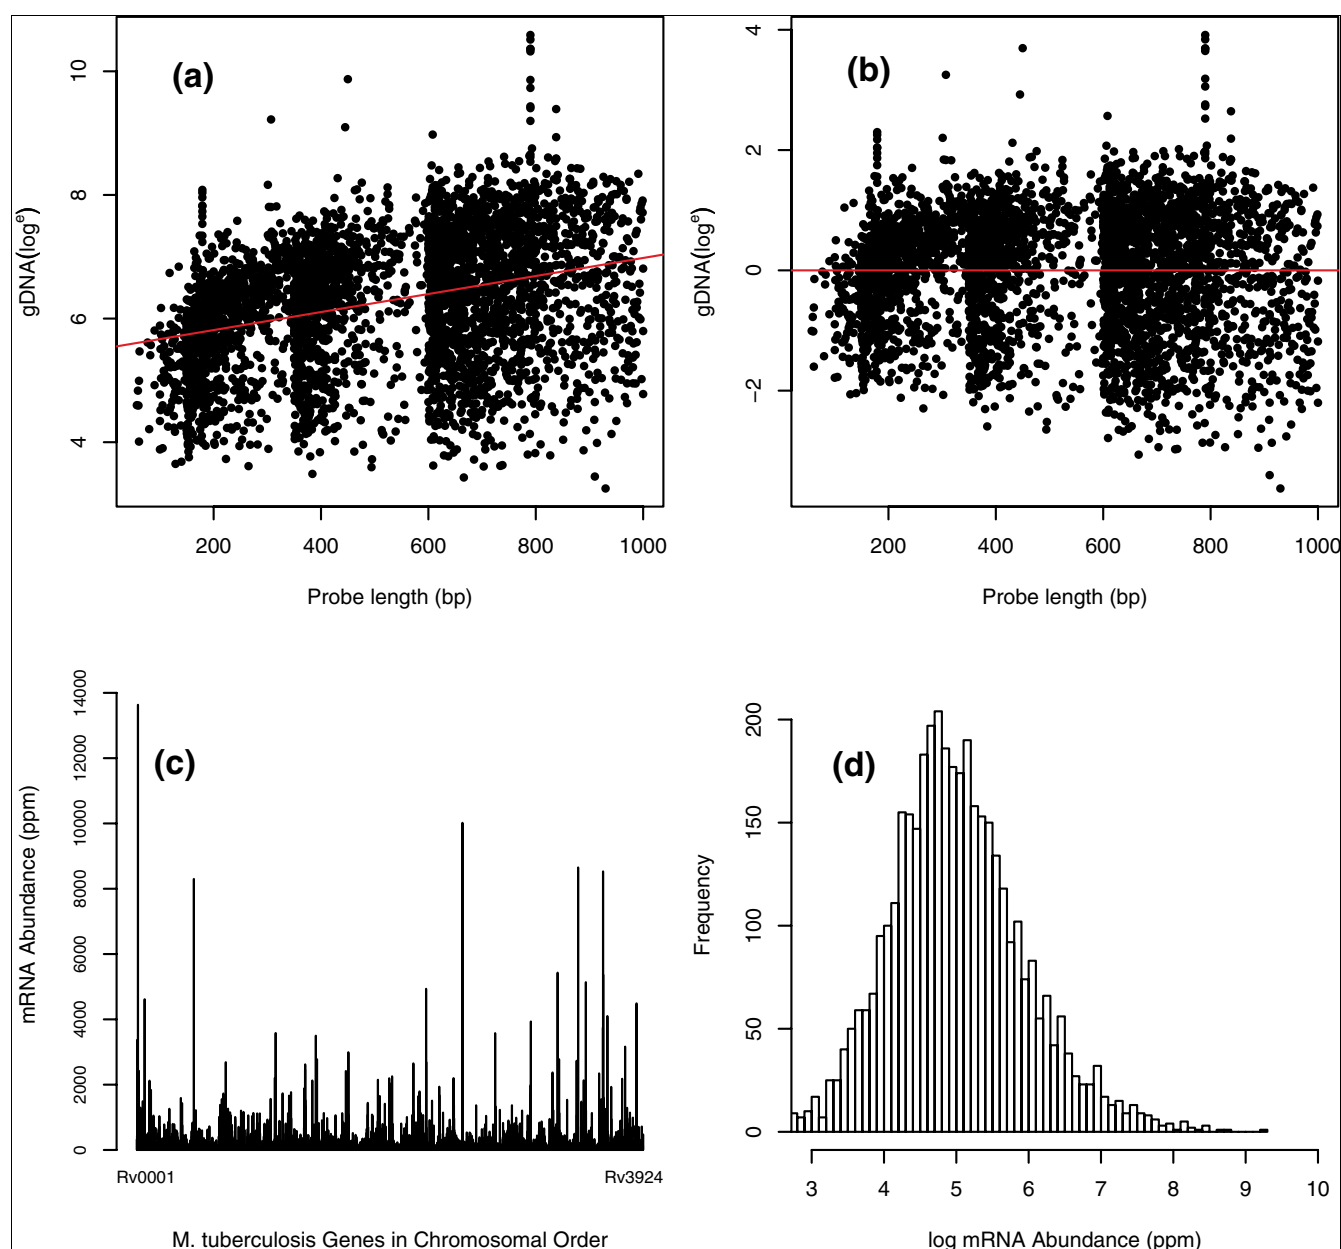 (a)
gDNA(logᵉ)
10
8
6
4
200 400 600 800 1000
Probe length (bp)
(b)
gDNA(logᵉ)
4
2
0
−2
200 400 600 800 1000
Probe length (bp)
(c)
mRNA Abundance (ppm)
14000
12000
10000
8000
6000
4000
2000
0
Rv0001 Rv3924
M. tuberculosis Genes in Chromosomal Order
(d)
Frequency
200
150
100
50
0
3 4 5 6 7 8 9 10
log mRNA Abundance (ppm)